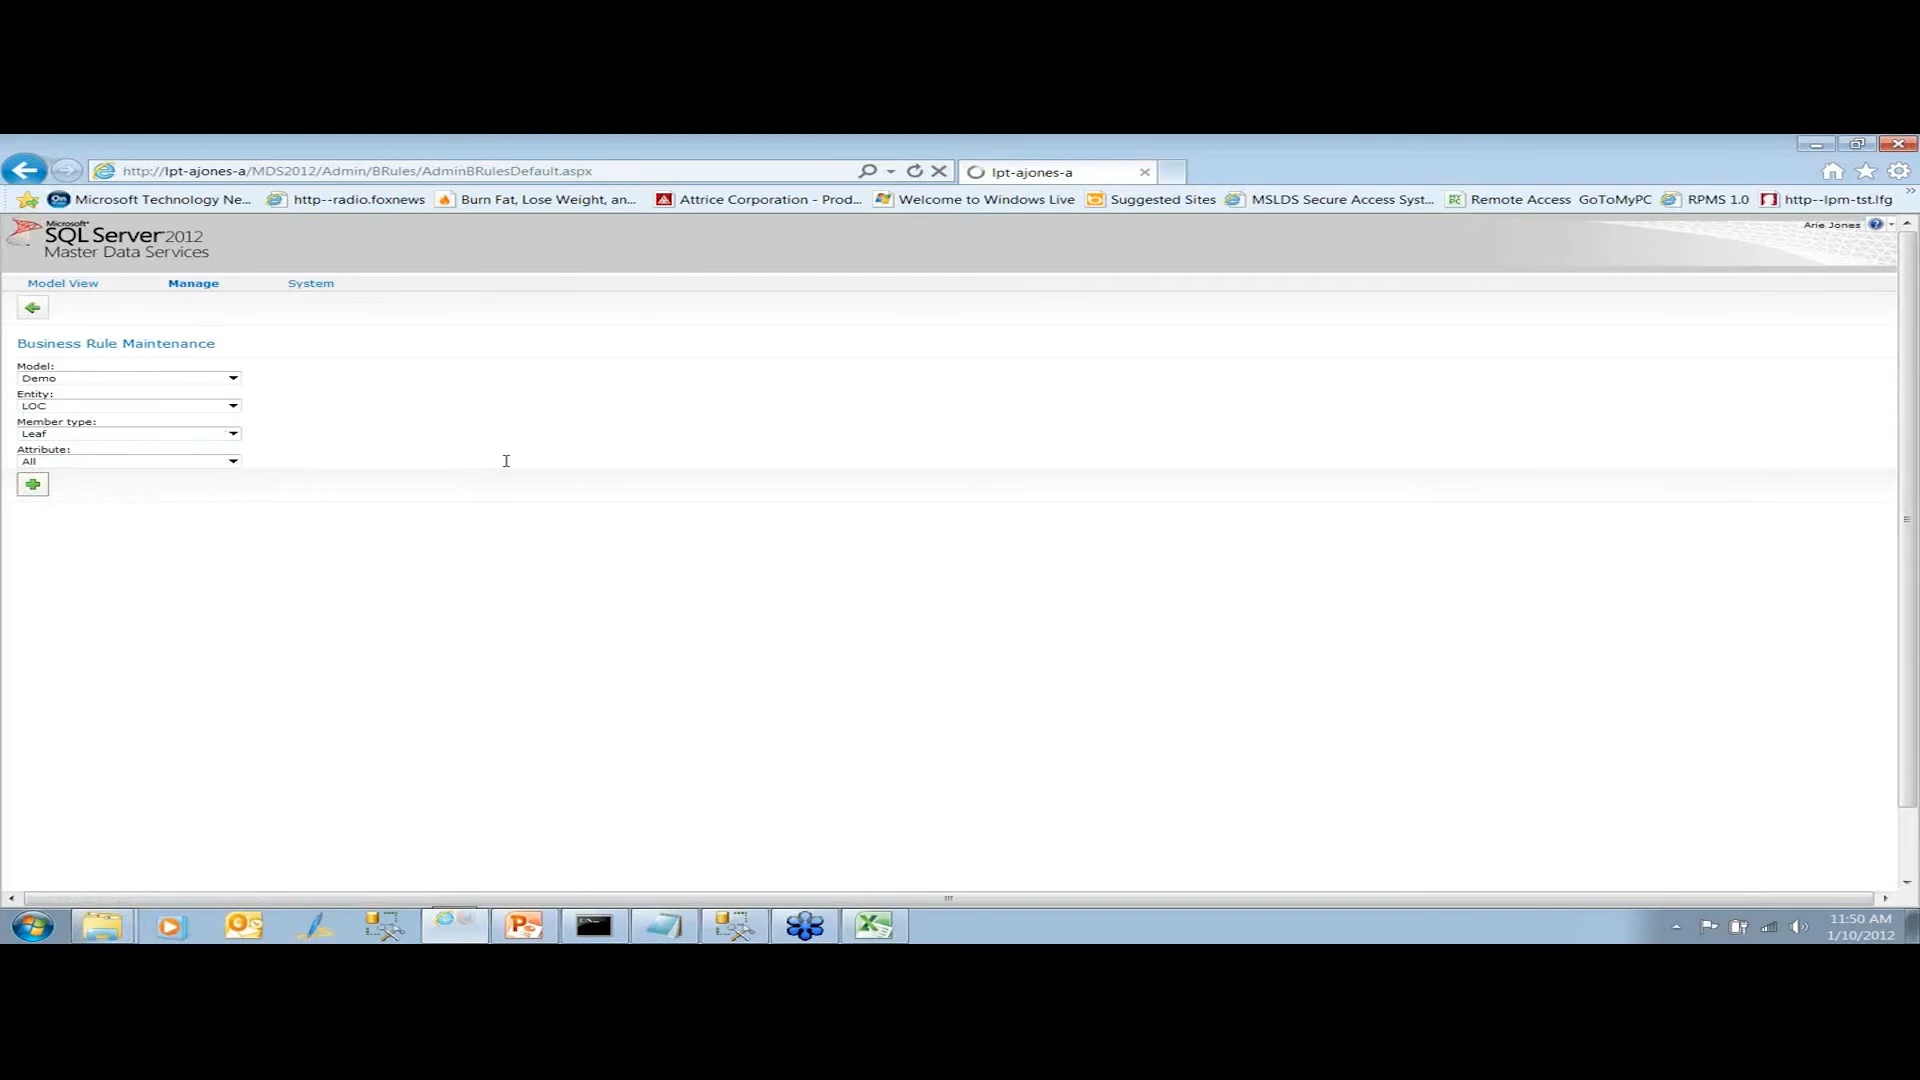 http://lpt-ajones-a/MDS2012/Admin/BRules/AdminBRulesDefault.aspx
lpt-ajones-a
Microsoft Technology Ne...
http--radio.foxnews
Burn Fat, Lose Weight, an...
Attrice Corporation - Prod...
Welcome to Windows Live
Suggested Sites
MSLDS Secure Access Syst...
Remote Access GoToMyPC
RPMS 1.0
http--lpm-tst.lfg
Microsoft
SQL Server 2012
Master Data Services
Arie Jones
Model View
Manage
System
Business Rule Maintenance
Model:
Demo
Entity:
LOC
Member type:
Leaf
Attribute:
All
11:50 AM
1/10/2012